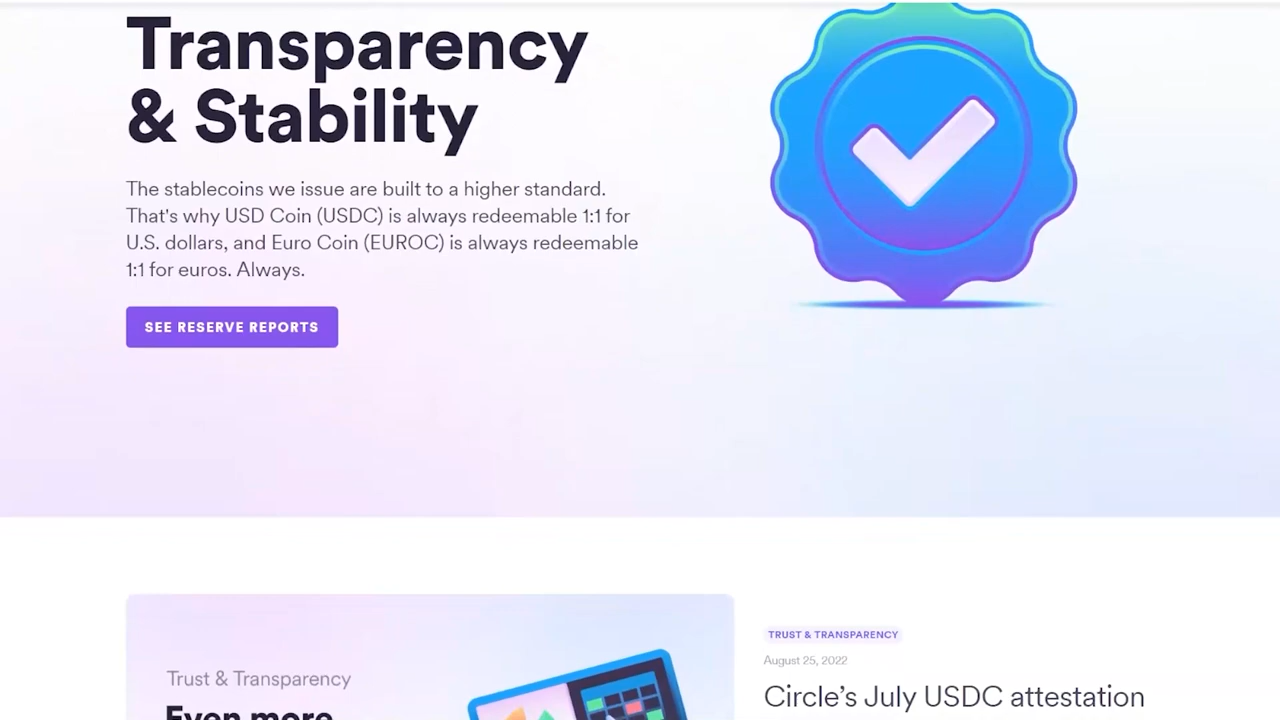 Transparency
& Stability
The stablecoins we issue are built to a higher standard.
That's why USD Coin (USDC) is always redeemable 1:1 for
U.S. dollars, and Euro Coin (EUROC) is always redeemable
1:1 for euros. Always.
SEE RESERVE REPORTS
Trust & Transparency
Even more
TRUST & TRANSPARENCY
August 25, 2022
Circle’s July USDC attestation